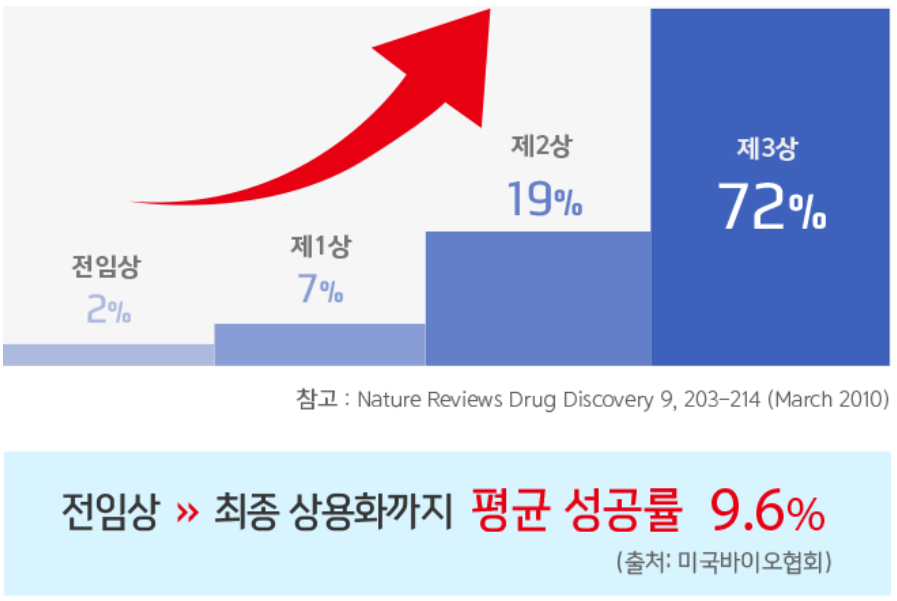 전임상
2%
제1상
7%
제2상
19%
제3상
72%
참고 : Nature Reviews Drug Discovery 9, 203-214 (March 2010)
전임상 » 최종 상용화까지 평균 성공률 9.6%
(출처: 미국바이오협회)